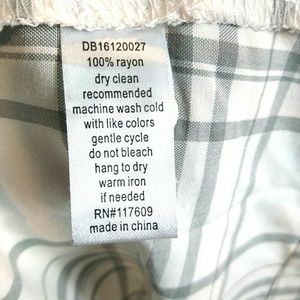 DB16120027
100% rayon
dry clean
recommended
machine wash cold
with like colors
gentle cycle
do not bleach
hang to dry
warm iron
if needed
RN#117609
made in china